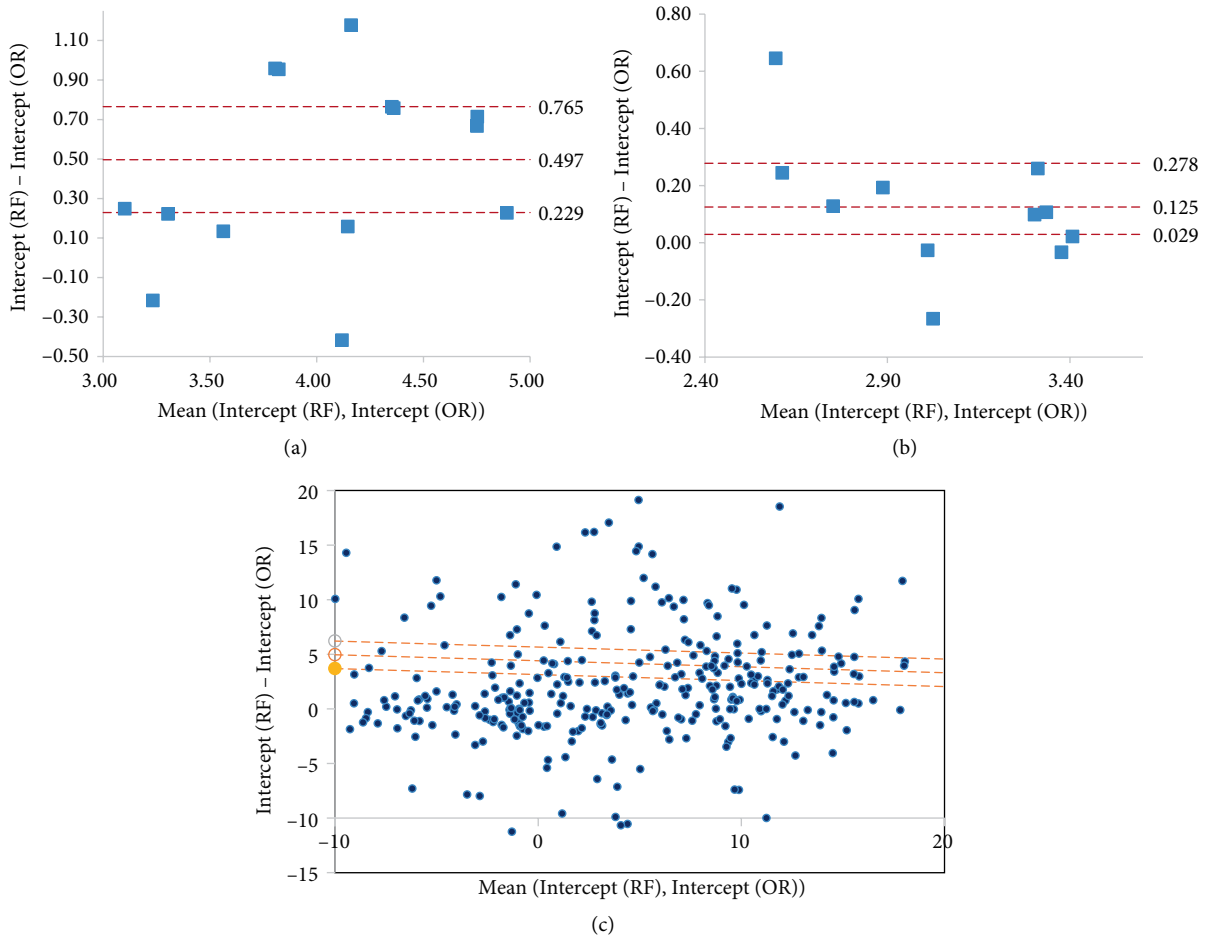 Intercept (RF) – Intercept (OR)
1.10
0.90
0.70
0.50
0.30
0.10
–0.10
–0.30
–0.50
0.765
0.497
0.229
3.00 3.50 4.00 4.50 5.00
Mean (Intercept (RF), Intercept (OR))
(a)
Intercept (RF) – Intercept (OR)
0.80
0.60
0.40
0.20
0.00
–0.20
–0.40
0.278
0.125
0.029
2.40 2.90 3.40
Mean (Intercept (RF), Intercept (OR))
(b)
Intercept (RF) – Intercept (OR)
20
15
10
5
0
–5
–10
–15
–10 0 10 20
Mean (Intercept (RF), Intercept (OR))
(c)